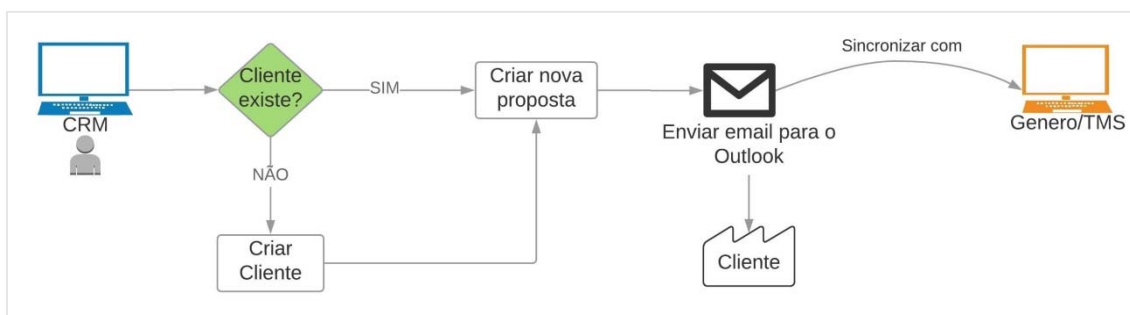 CRM
Cliente
existe?
SIM
NÃO
Criar
Cliente
Criar nova
proposta
Enviar email para o
Outlook
Cliente
Sincronizar com
Genero/TMS